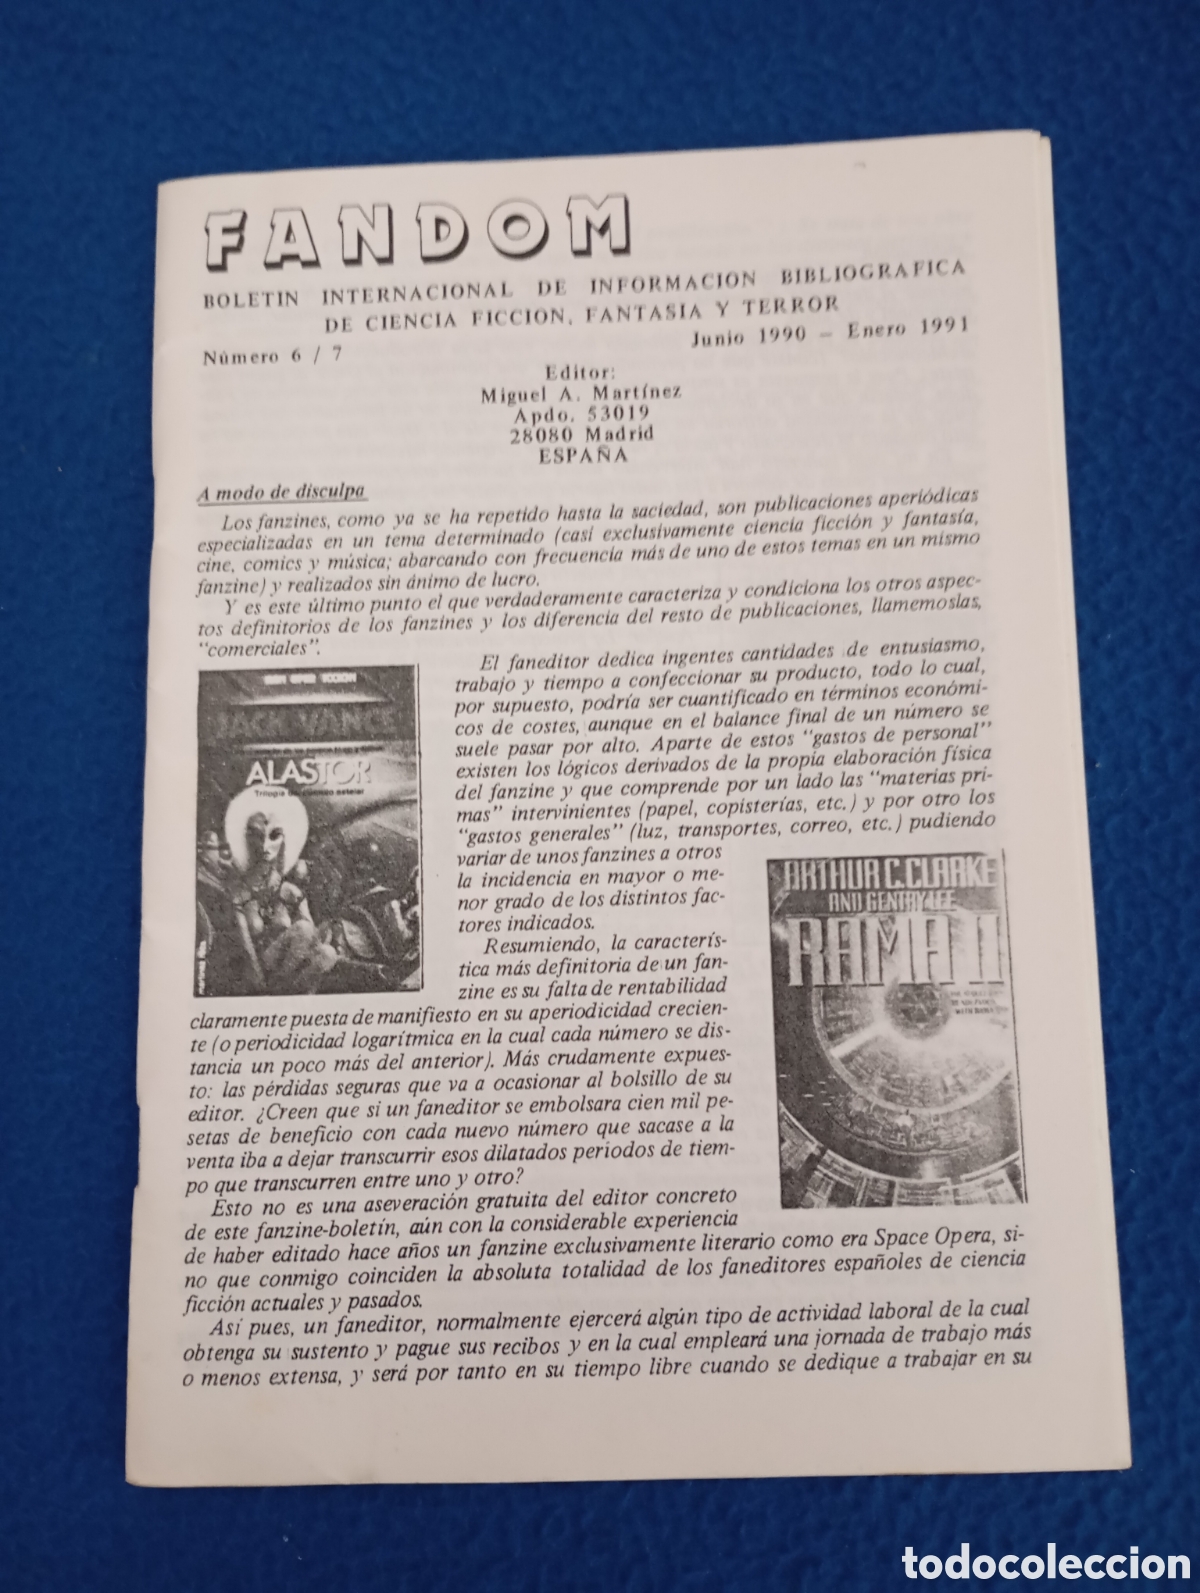 FANDOM
BOLETIN INTERNACIONAL DE INFORMACION BIBLIOGRAFICA
DE CIENCIA FICCION, FANTASIA Y TERROR
Número 6 / 7
Junio 1990 – Enero 1991
Editor:
Miguel A. Martínez
Apdo. 53019
28080 Madrid
ESPAÑA
A modo de disculpa
Los fanzines, como ya se ha repetido hasta la saciedad, son publicaciones aperiódicas
especializadas en un tema determinado (casi exclusivamente ciencia ficción y fantasía,
cine, comics y música; abarcando con frecuencia más de uno de estos temas en un mismo
fanzine) y realizados sin ánimo de lucro.
Y es este último punto el que verdaderamente caracteriza y condiciona los otros aspec-
tos definitorios de los fanzines y los diferencia del resto de publicaciones, llamemoslas,
"comerciales".
El faneditor dedica ingentes cantidades de entusiasmo,
trabajo y tiempo a confeccionar su producto, todo lo cual,
por supuesto, podría ser cuantificado en términos económi-
cos de costes, aunque en el balance final de un número se
suele pasar por alto. Aparte de estos "gastos de personal"
existen los lógicos derivados de la propia elaboración física
del fanzine y que comprende por un lado las "materias pri-
mas" intervinientes (papel, copisterías, etc.) y por otro los
"gastos generales" (luz, transportes, correo, etc.) pudiendo
variar de unos fanzines a otros
la incidencia en mayor o me-
nor grado de los distintos fac-
tores indicados.
Resumiendo, la caracterís-
tica más definitoria de un fan-
zine es su falta de rentabilidad
claramente puesta de manifiesto en su aperiodicidad crecien-
te (o periodicidad logarítmica en la cual cada número se dis-
tancia un poco más del anterior). Más crudamente expues-
to: las pérdidas seguras que va a ocasionar al bolsillo de su
editor. ¿Creen que si un faneditor se embolsara cien mil pe-
setas de beneficio con cada nuevo número que sacase a la
venta iba a dejar transcurrir esos dilatados periodos de tiem-
po que transcurren entre uno y otro?
Esto no es una aseveración gratuita del editor concreto
de este fanzine-boletín, aún con la considerable experiencia
de haber editado hace años un fanzine exclusivamente literario como era Space Opera, si-
no que conmigo coinciden la absoluta totalidad de los faneditores españoles de ciencia
ficción actuales y pasados.
Así pues, un faneditor, normalmente ejercerá algún tipo de actividad laboral de la cual
obtenga su sustento y pague sus recibos y en la cual empleará una jornada de trabajo más
o menos extensa, y será por tanto en su tiempo libre cuando se dedique a trabajar en su
JACK VANCE
ALASTOR
ARTHUR C. CLARKE
AND GENTRY LEE
RAMA II
todocoleccion